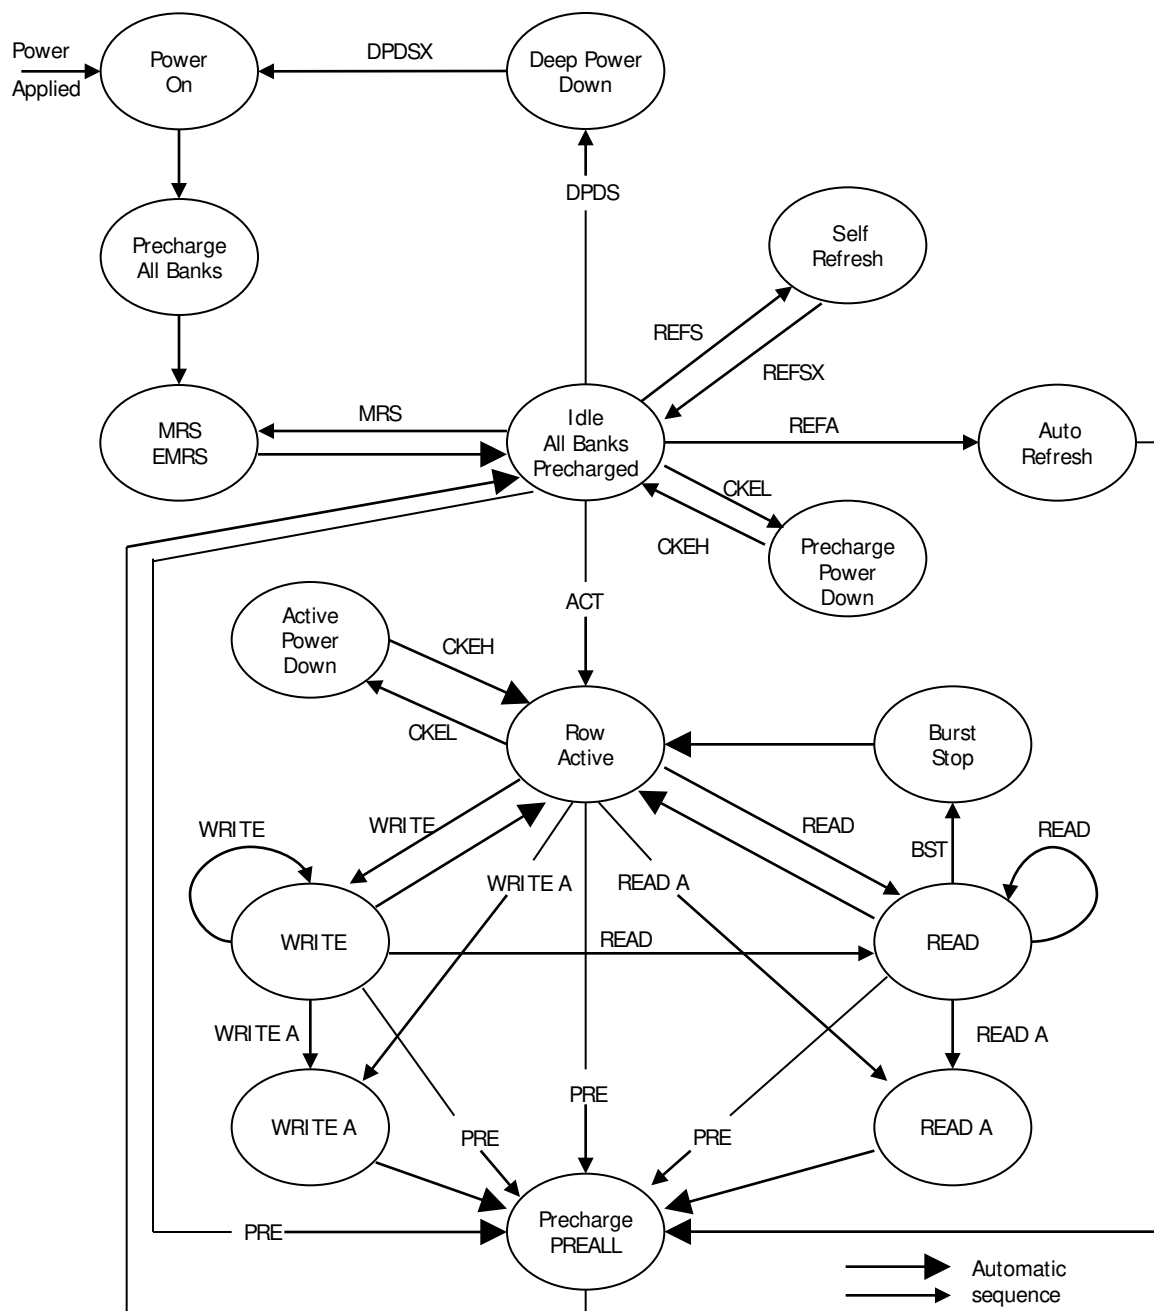 Power
Applied
Power
On
DPDSX
Deep Power
Down
DPDS
Precharge
All Banks
Self
Refresh
REFS
REFSX
MRS
EMRS
MRS
Idle
All Banks
Precharged
REFA
Auto
Refresh
CKEL
CKEH
Precharge
Power
Down
ACT
Active
Power
Down
CKEH
CKEL
Row
Active
Burst
Stop
WRITE
WRITE
READ
BST
READ
WRITE A
READ A
WRITE
READ
READ
WRITE A
READ A
WRITE A
PRE
PRE
PRE
READ A
PRE
Precharge
PREALL
Automatic
sequence